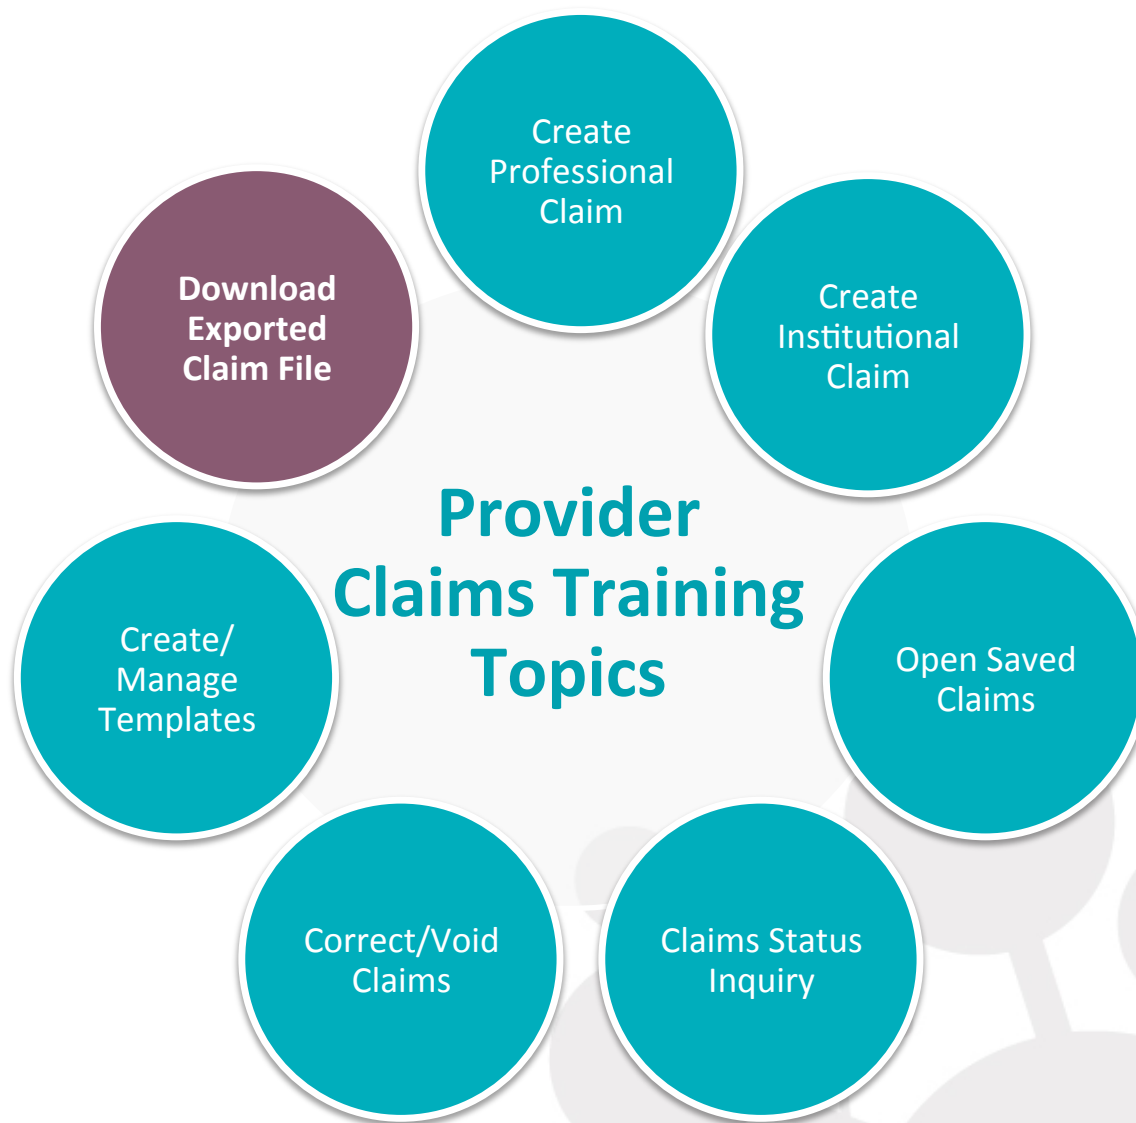 Create
Professional
Claim
Create
Institutional
Claim
Open Saved
Claims
Claims Status
Inquiry
Correct/Void
Claims
Create/
Manage
Templates
Download
Exported
Claim File
Provider
Claims Training
Topics